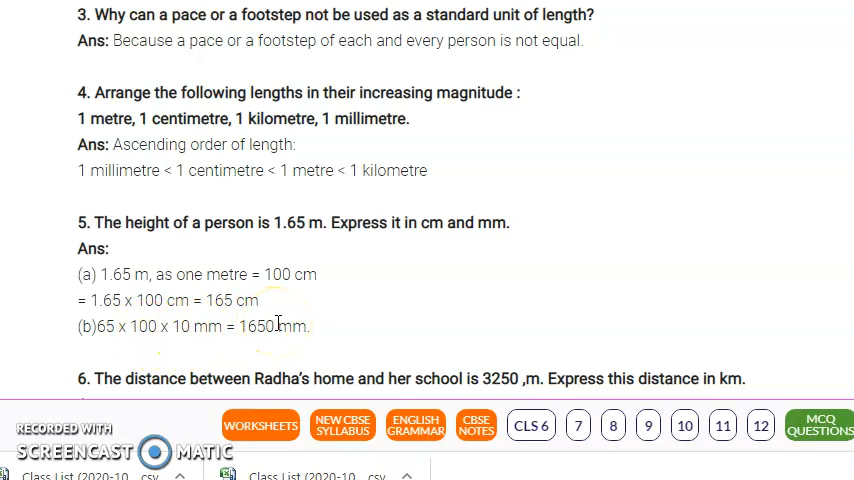 3. Why can a pace or a footstep not be used as a standard unit of length?
Ans: Because a pace or a footstep of each and every person is not equal.
4. Arrange the following lengths in their increasing magnitude :
1 metre, 1 centimetre, 1 kilometre, 1 millimetre.
Ans: Ascending order of length:
1 millimetre < 1 centimetre < 1 metre < 1 kilometre
5. The height of a person is 1.65 m. Express it in cm and mm.
Ans:
(a) 1.65 m, as one metre = 100 cm
= 1.65 x 100 cm = 165 cm
(b)65 x 100 x 10 mm = 1650 mm.
6. The distance between Radha's home and her school is 3250 ,m. Express this distance in km.
RECORDED WITH
SCREENCAST MATIC
WORKSHEETS
NEW CBSE
SYLLABUS
ENGLISH
GRAMMAR
CBSE
NOTES
CLS 6
7
8
9
10
11
12
MCQ
QUESTIONS
Class List (2020-10....csv
Class List (2020-10....csv